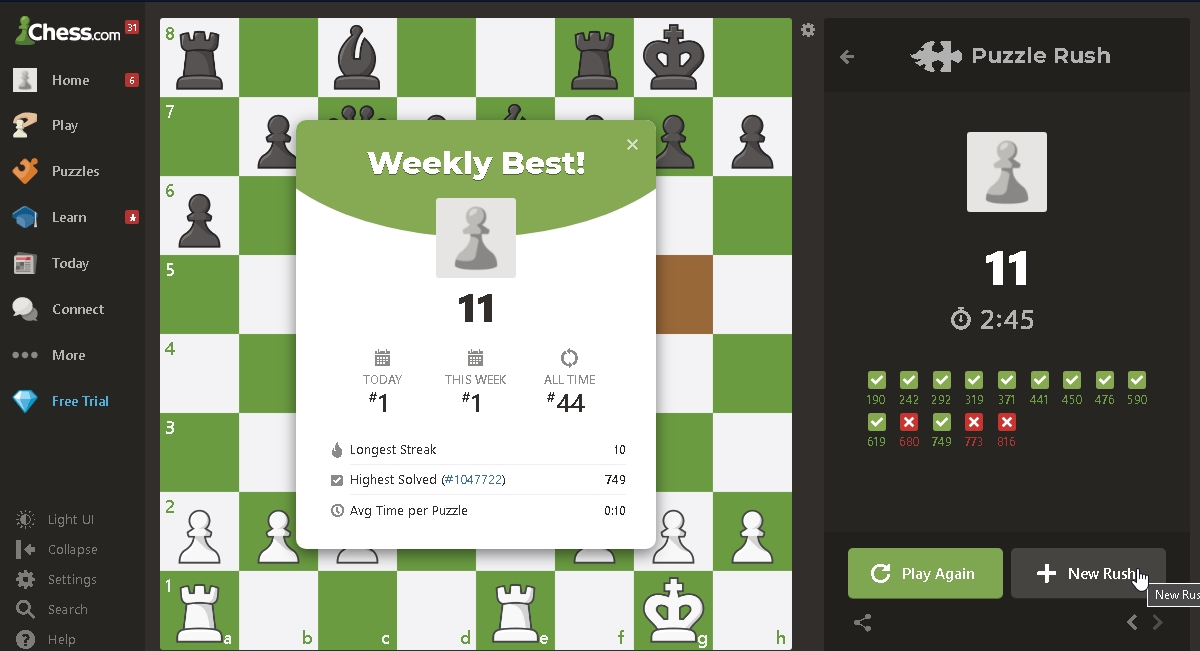 Chess.com 31
Home 6
Play
Puzzles
Learn
Today
Connect
More
Free Trial
Light UI
Collapse
Settings
Search
Help
8
7
6
5
4
3
2
1
a b c d e f g h
Weekly Best!
11
TODAY THIS WEEK ALL TIME
#1 #1 #44
Longest Streak 10
Highest Solved (#1047722) 749
Avg Time per Puzzle 0:10
Puzzle Rush
11
2:45
190 242 292 319 371 441 450 476 590
619 680 749 773 816
Play Again
New Rush
New Rus